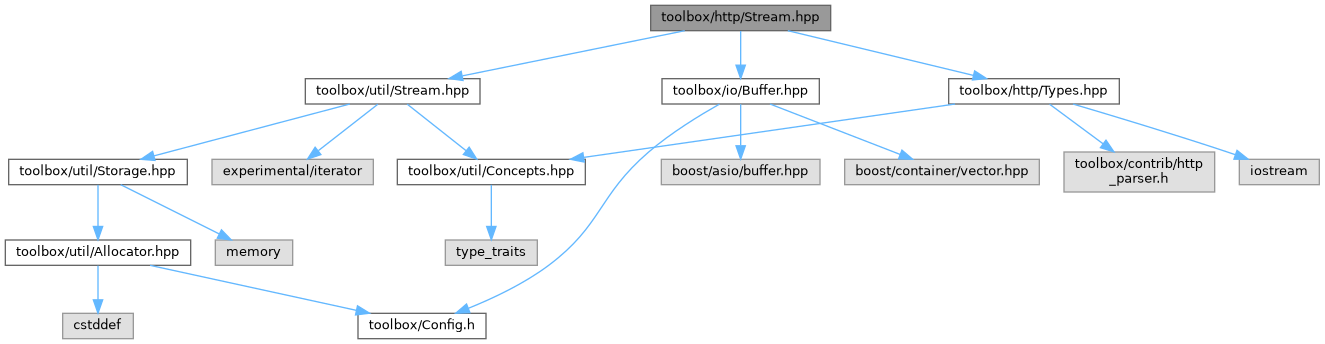 toolbox/http/Stream.hpp
toolbox/util/Stream.hpp
toolbox/io/Buffer.hpp
toolbox/http/Types.hpp
toolbox/util/Storage.hpp
experimental/iterator
toolbox/util/Concepts.hpp
boost/asio/buffer.hpp
boost/container/vector.hpp
toolbox/contrib/http
_parser.h
iostream
toolbox/util/Allocator.hpp
memory
type_traits
cstddef
toolbox/Config.h